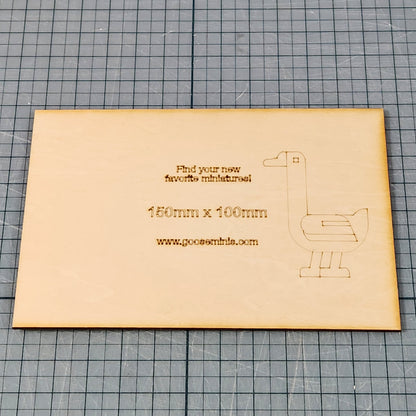 Find your new
favorite miniatures!
150mm x 100mm
www.gooseminis.com